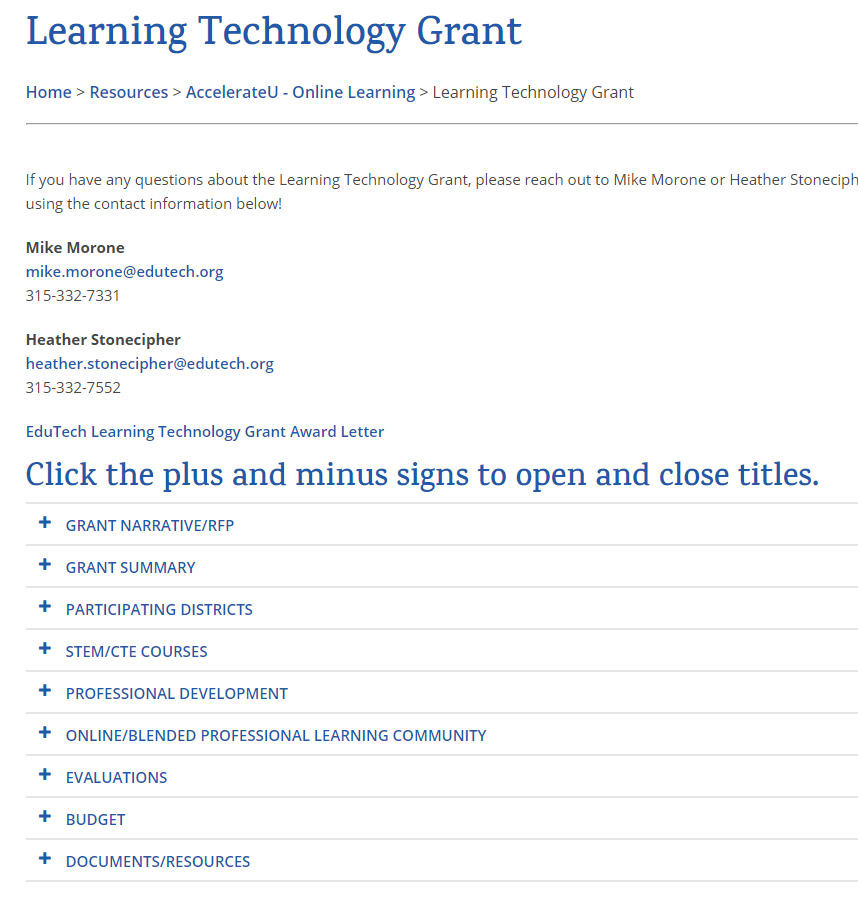 Learning Technology Grant
Home > Resources > AccelerateU - Online Learning > Learning Technology Grant
If you have any questions about the Learning Technology Grant, please reach out to Mike Morone or Heather Stoneciph
using the contact information below!
Mike Morone
mike.morone@edutech.org
315-332-7331
Heather Stonecipher
heather.stonecipher@edutech.org
315-332-7552
EduTech Learning Technology Grant Award Letter
Click the plus and minus signs to open and close titles.
+ GRANT NARRATIVE/RFP
+ GRANT SUMMARY
+ PARTICIPATING DISTRICTS
+ STEM/CTE COURSES
+ PROFESSIONAL DEVELOPMENT
+ ONLINE/BLENDED PROFESSIONAL LEARNING COMMUNITY
+ EVALUATIONS
+ BUDGET
+ DOCUMENTS/RESOURCES